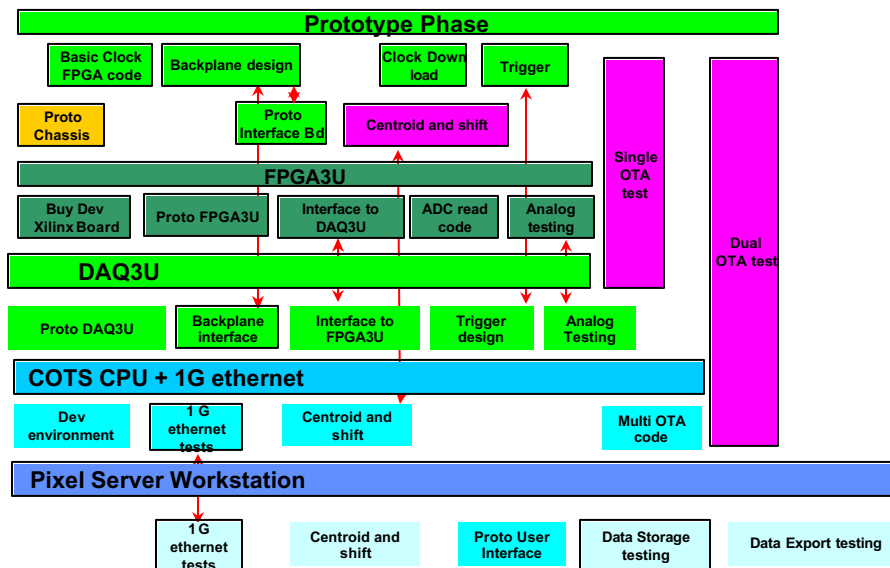 Prototype Phase
Basic Clock
FPGA code
Backplane design
Clock Down
load
Trigger
Proto
Chassis
Proto
Interface Bd
Centroid and shift
Single
OTA
test
Dual
OTA test
FPGA3U
Buy Dev
Xilinx Board
Proto FPGA3U
Interface to
DAQ3U
ADC read
code
Analog
testing
DAQ3U
Proto DAQ3U
Backplane
interface
Interface to
FPGA3U
Trigger
design
Analog
Testing
COTS CPU + 1G ethernet
Dev
environment
1 G
ethernet
tests
Centroid and
shift
Multi OTA
code
Pixel Server Workstation
1 G
ethernet
tests
Centroid and
shift
Proto User
Interface
Data Storage
testing
Data Export testing